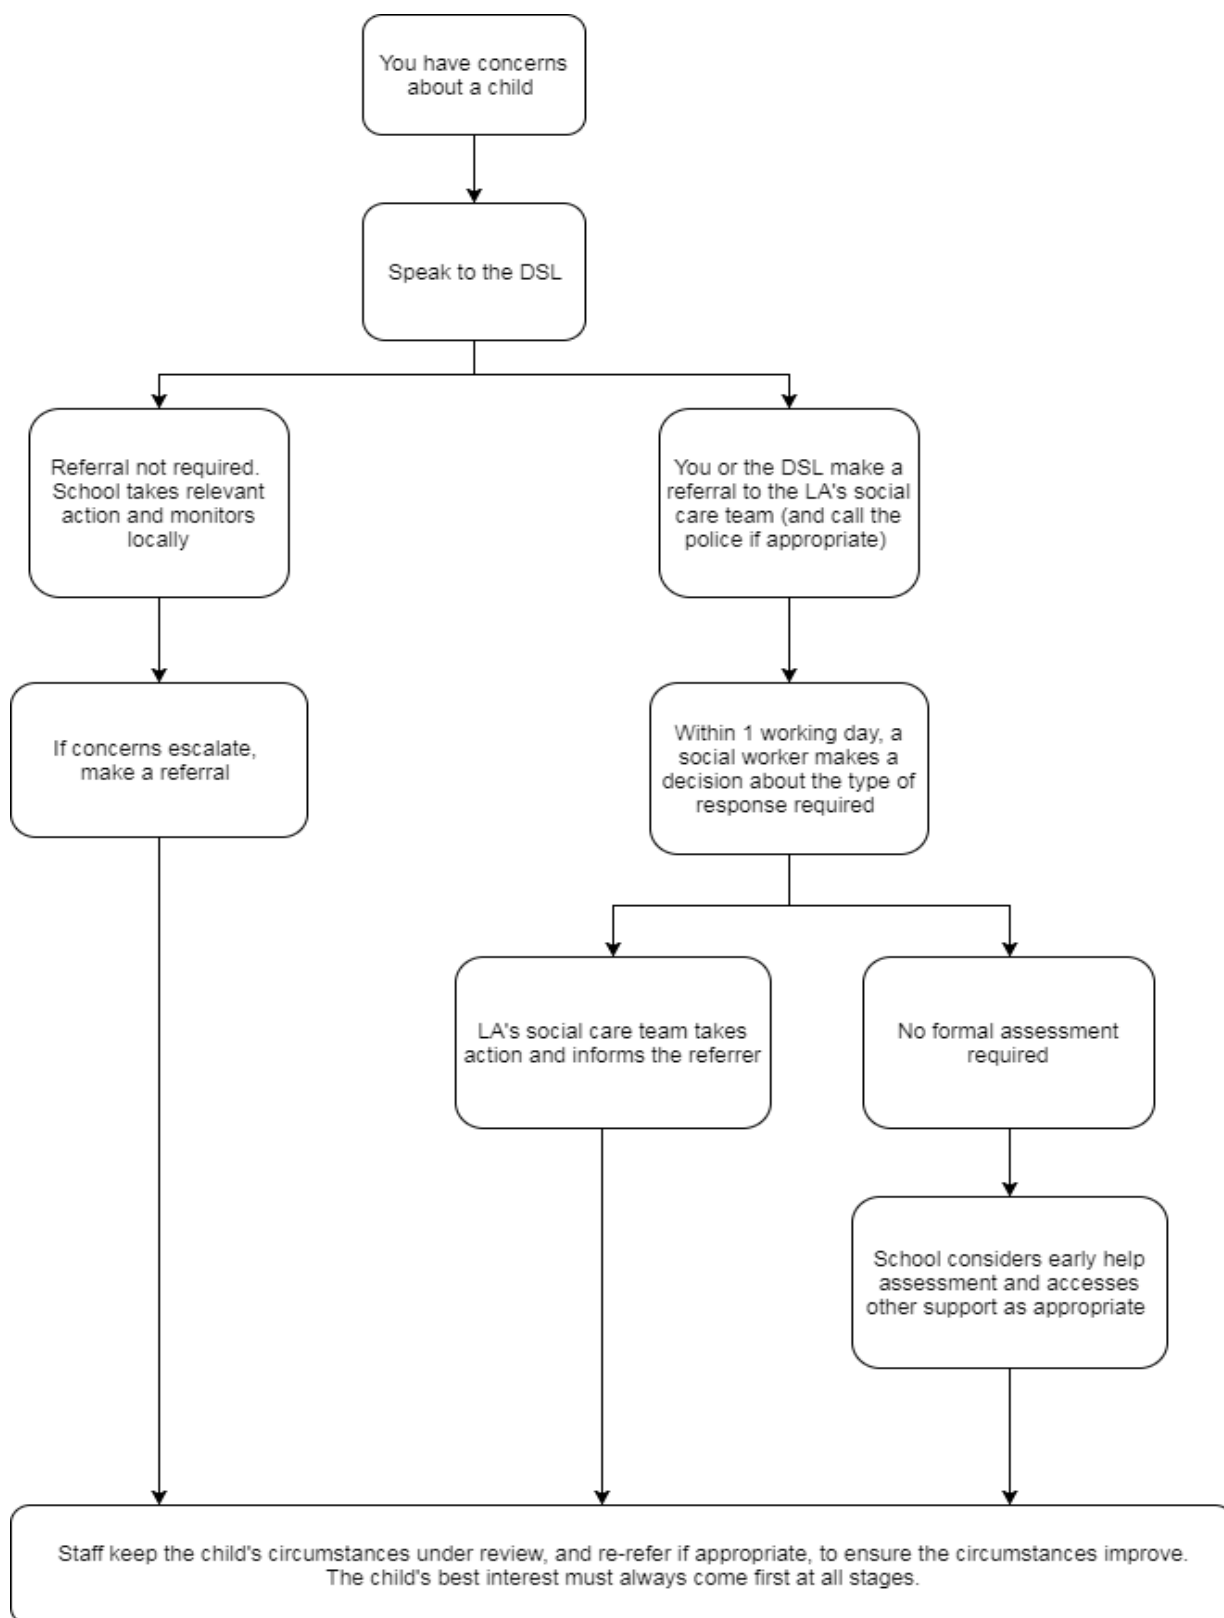 You have concerns
about a child
Speak to the DSL
Referral not required.
School takes relevant
action and monitors
locally
You or the DSL make a
referral to the LA's social
care team (and call the
police if appropriate)
If concerns escalate,
make a referral
Within 1 working day, a
social worker makes a
decision about the type of
response required
LA's social care team takes
action and informs the referrer
No formal assessment
required
School considers early help
assessment and accesses
other support as appropriate
Staff keep the child's circumstances under review, and re-refer if appropriate, to ensure the circumstances improve.
The child's best interest must always come first at all stages.